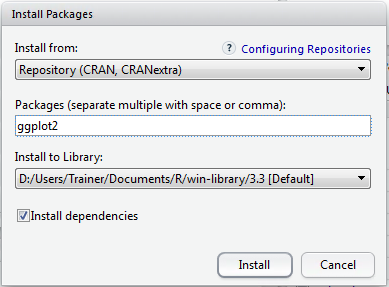 Install Packages
Install from:
? Configuring Repositories
Repository (CRAN, CRANextra)
Packages (separate multiple with space or comma):
ggplot2
Install to Library:
D:/Users/Trainer/Documents/R/win-library/3.3 [Default]
Install dependencies
Install
Cancel